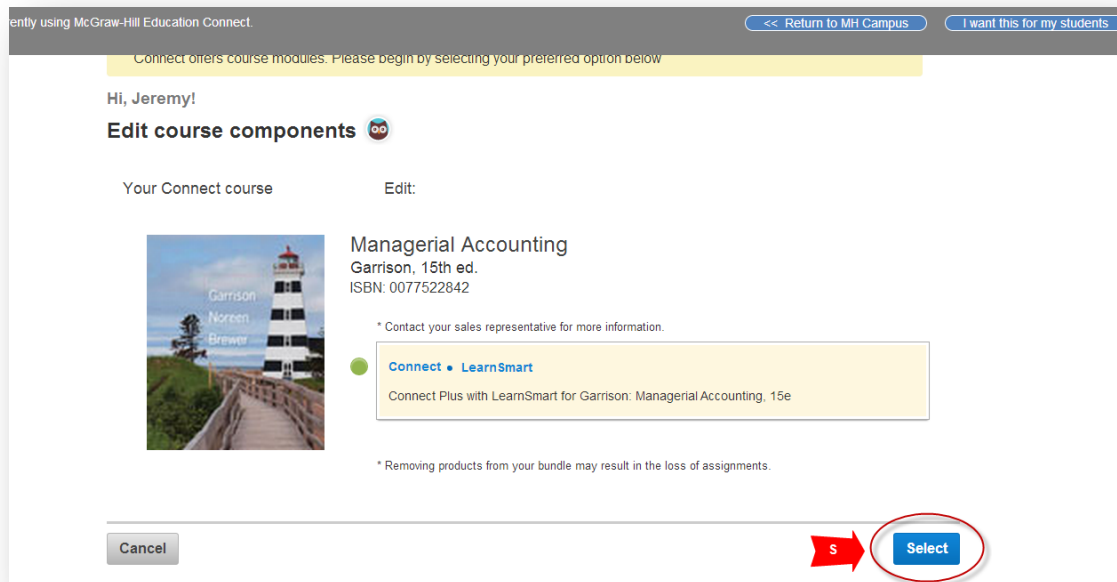 ently using McGraw-Hill Education Connect.
<< Return to MH Campus
I want this for my students
Connect offers course modules. Please begin by selecting your preferred option below
Hi, Jeremy!
Edit course components
Your Connect course
Edit:
Managerial Accounting
Garrison, 15th ed.
ISBN: 0077522842
Garrison
Noreen
Brewer
* Contact your sales representative for more information.
Connect • LearnSmart
Connect Plus with LearnSmart for Garrison: Managerial Accounting, 15e
* Removing products from your bundle may result in the loss of assignments.
Cancel
S
Select